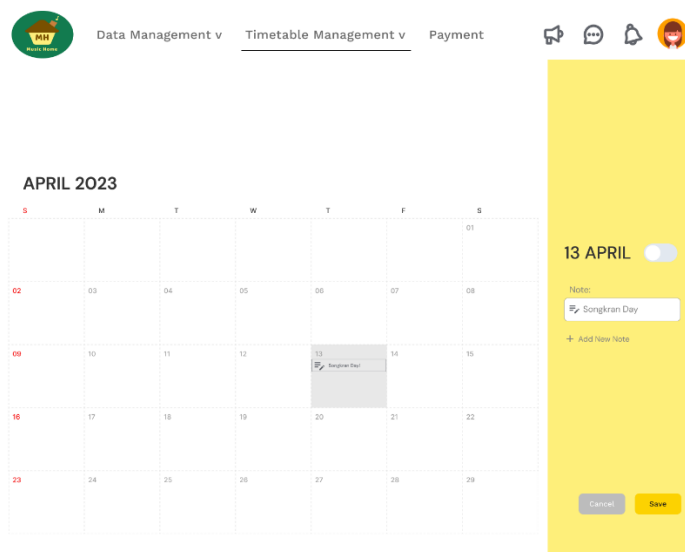 MH
Music Home
Data Management v Timetable Management v Payment
APRIL 2023
S M T W T F S
01
02 03 04 05 06 07 08
09 10 11 12 13 14 15
Songkran Day!
16 17 18 19 20 21 22
23 24 25 26 27 28 29
13 APRIL
Note:
Songkran Day
+ Add New Note
Cancel Save